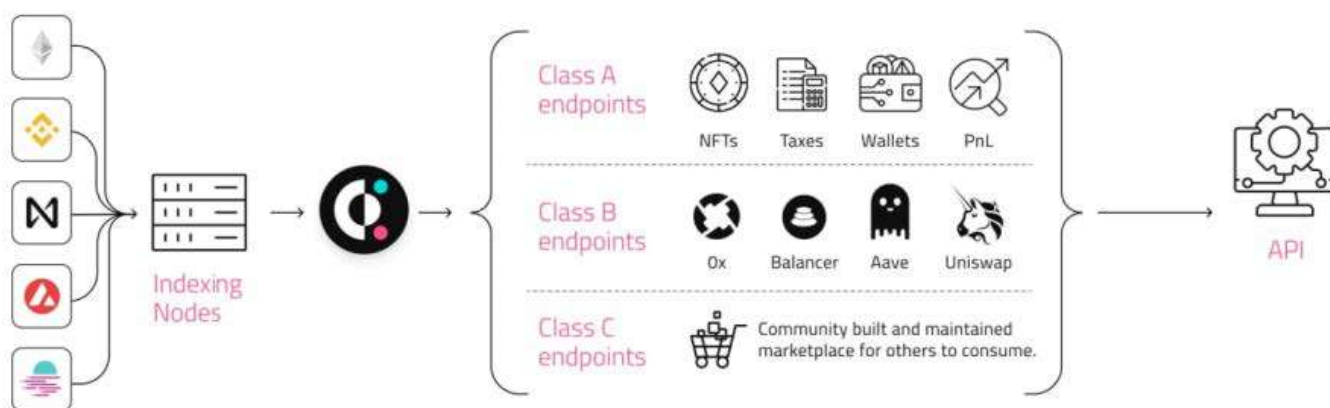 Class A
endpoints
NFTs
Taxes
Wallets
PnL
Class B
endpoints
0x
Balancer
Aave
Uniswap
Class C
endpoints
Community built and maintained
marketplace for others to consume.
Indexing
Nodes
API